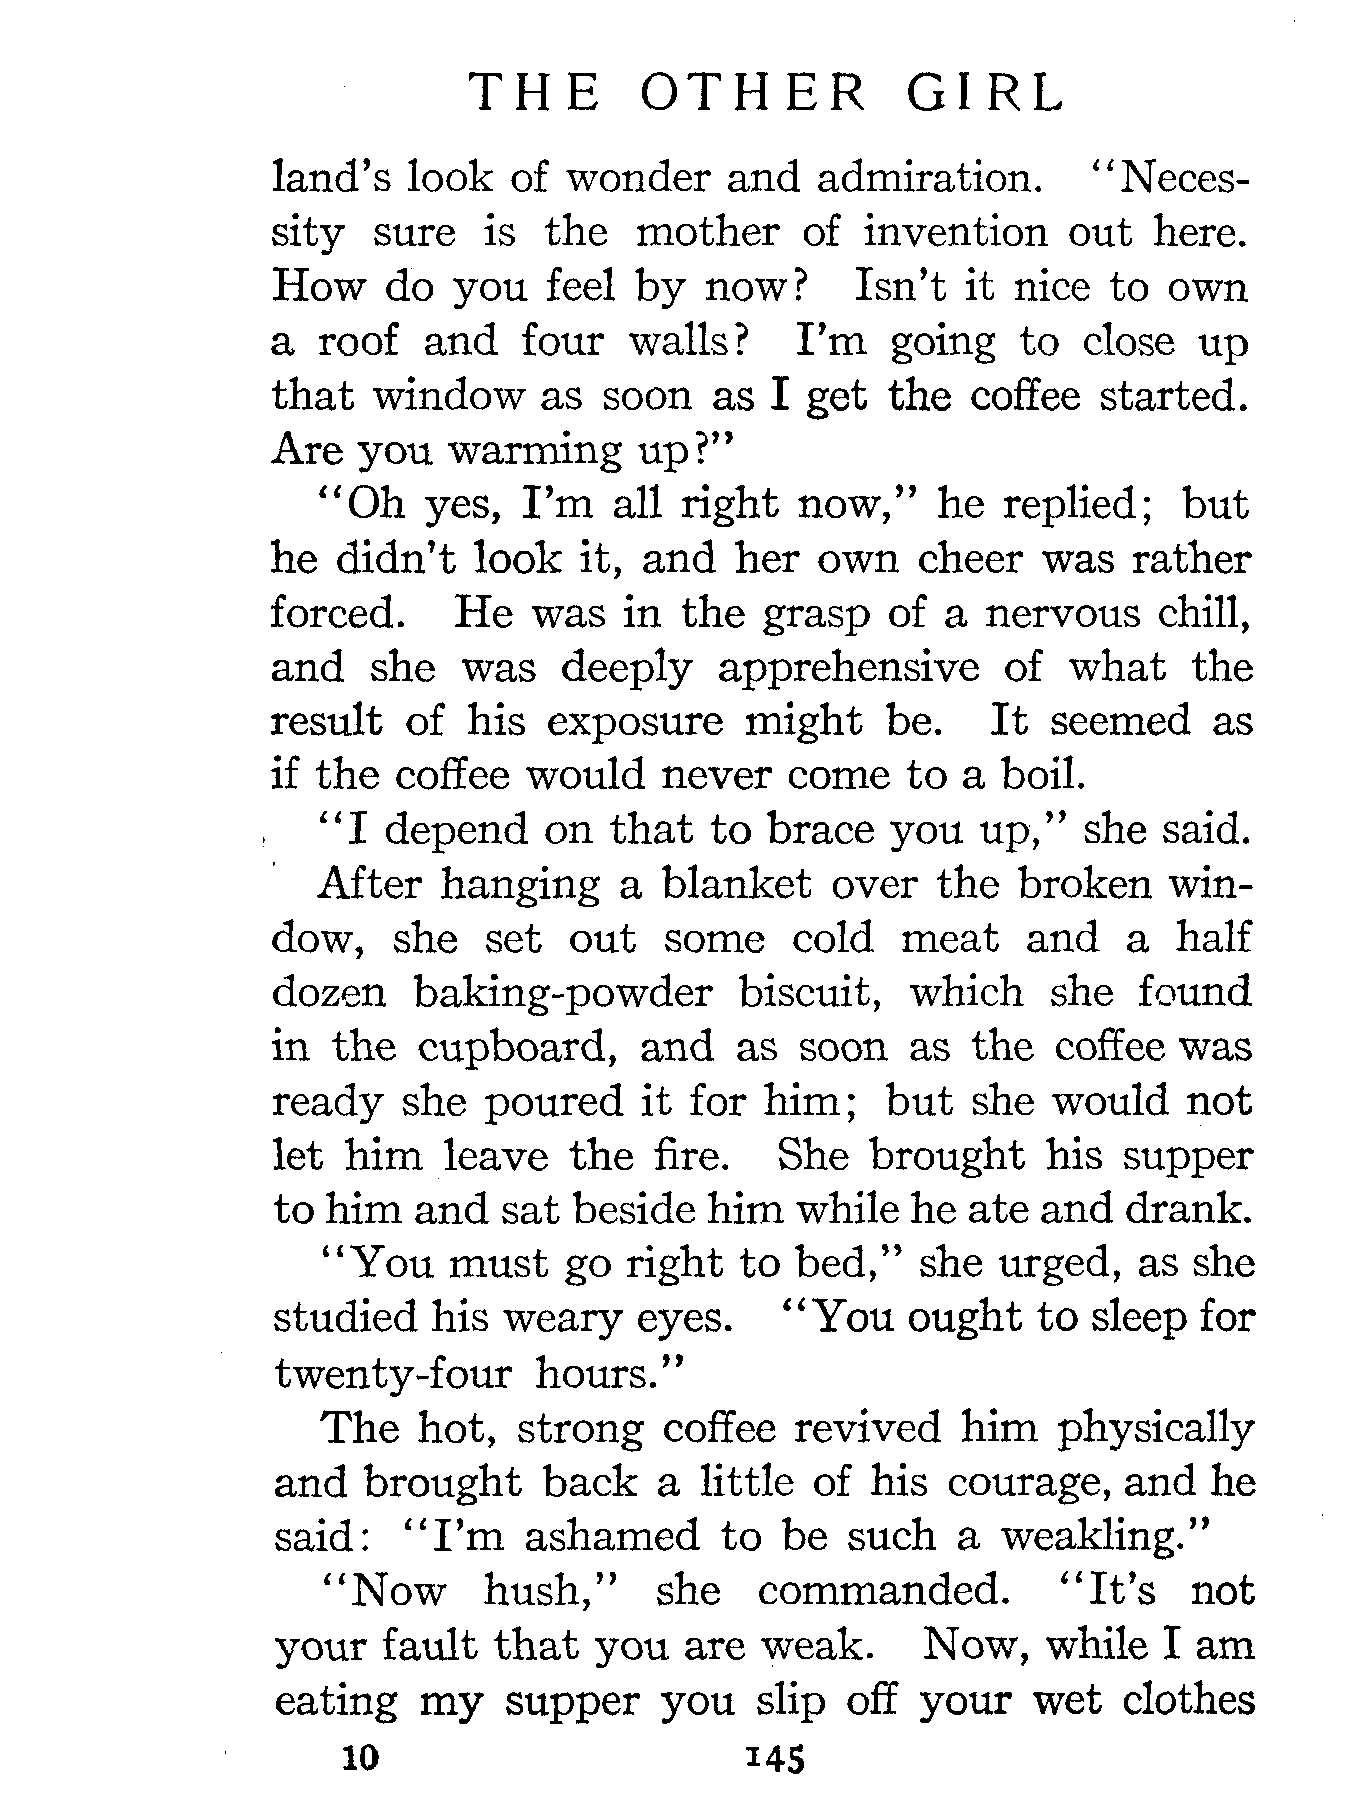 THE OTHER GIRL
land's look of wonder and admiration. "Neces-
sity sure is the mother of invention out here.
How do you feel by now? Isn't it nice to own
a roof and four walls? I'm going to close up
that window as soon as I get the coffee started.
Are you warming up?"
"Oh yes, I'm all right now," he replied; but
he didn't look it, and her own cheer was rather
forced. He was in the grasp of a nervous chill,
and she was deeply apprehensive of what the
result of his exposure might be. It seemed as
if the coffee would never come to a boil.
"I depend on that to brace you up," she said.
After hanging a blanket over the broken win-
dow, she set out some cold meat and a half
dozen baking-powder biscuit, which she found
in the cupboard, and as soon as the coffee was
ready she poured it for him; but she would not
let him leave the fire. She brought his supper
to him and sat beside him while he ate and drank.
"You must go right to bed," she urged, as she
studied his weary eyes. "You ought to sleep for
twenty-four hours."
The hot, strong coffee revived him physically
and brought back a little of his courage, and he
said: "I'm ashamed to be such a weakling."
"Now hush," she commanded. "It's not
your fault that you are weak. Now, while I am
eating my supper you slip off your wet clothes
10 145